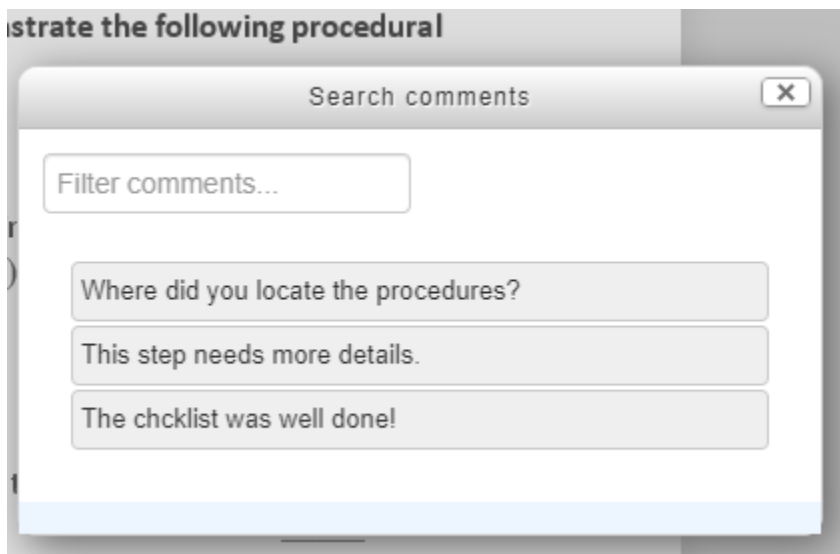 strate the following procedural
Search comments
Filter comments...
r
)
Where did you locate the procedures?
This step needs more details.
The chcklist was well done!
t